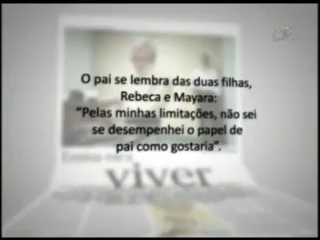 O pai se lembra das duas filhas,
Rebeca e Mayara:
"Pelas minhas limitações, não sei
se desempenhei o papel de
pai como gostaria".
viver